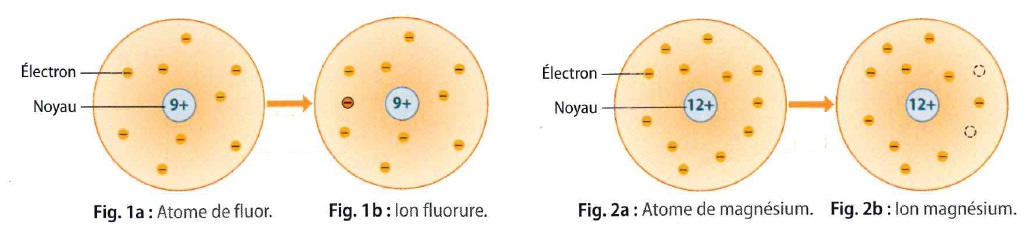 Électron
Noyau
9+
9+
Fig. 1a : Atome de fluor.
Fig. 1b : Ion fluorure.
Électron
Noyau
12+
12+
Fig. 2a : Atome de magnésium.
Fig. 2b : Ion magnésium.